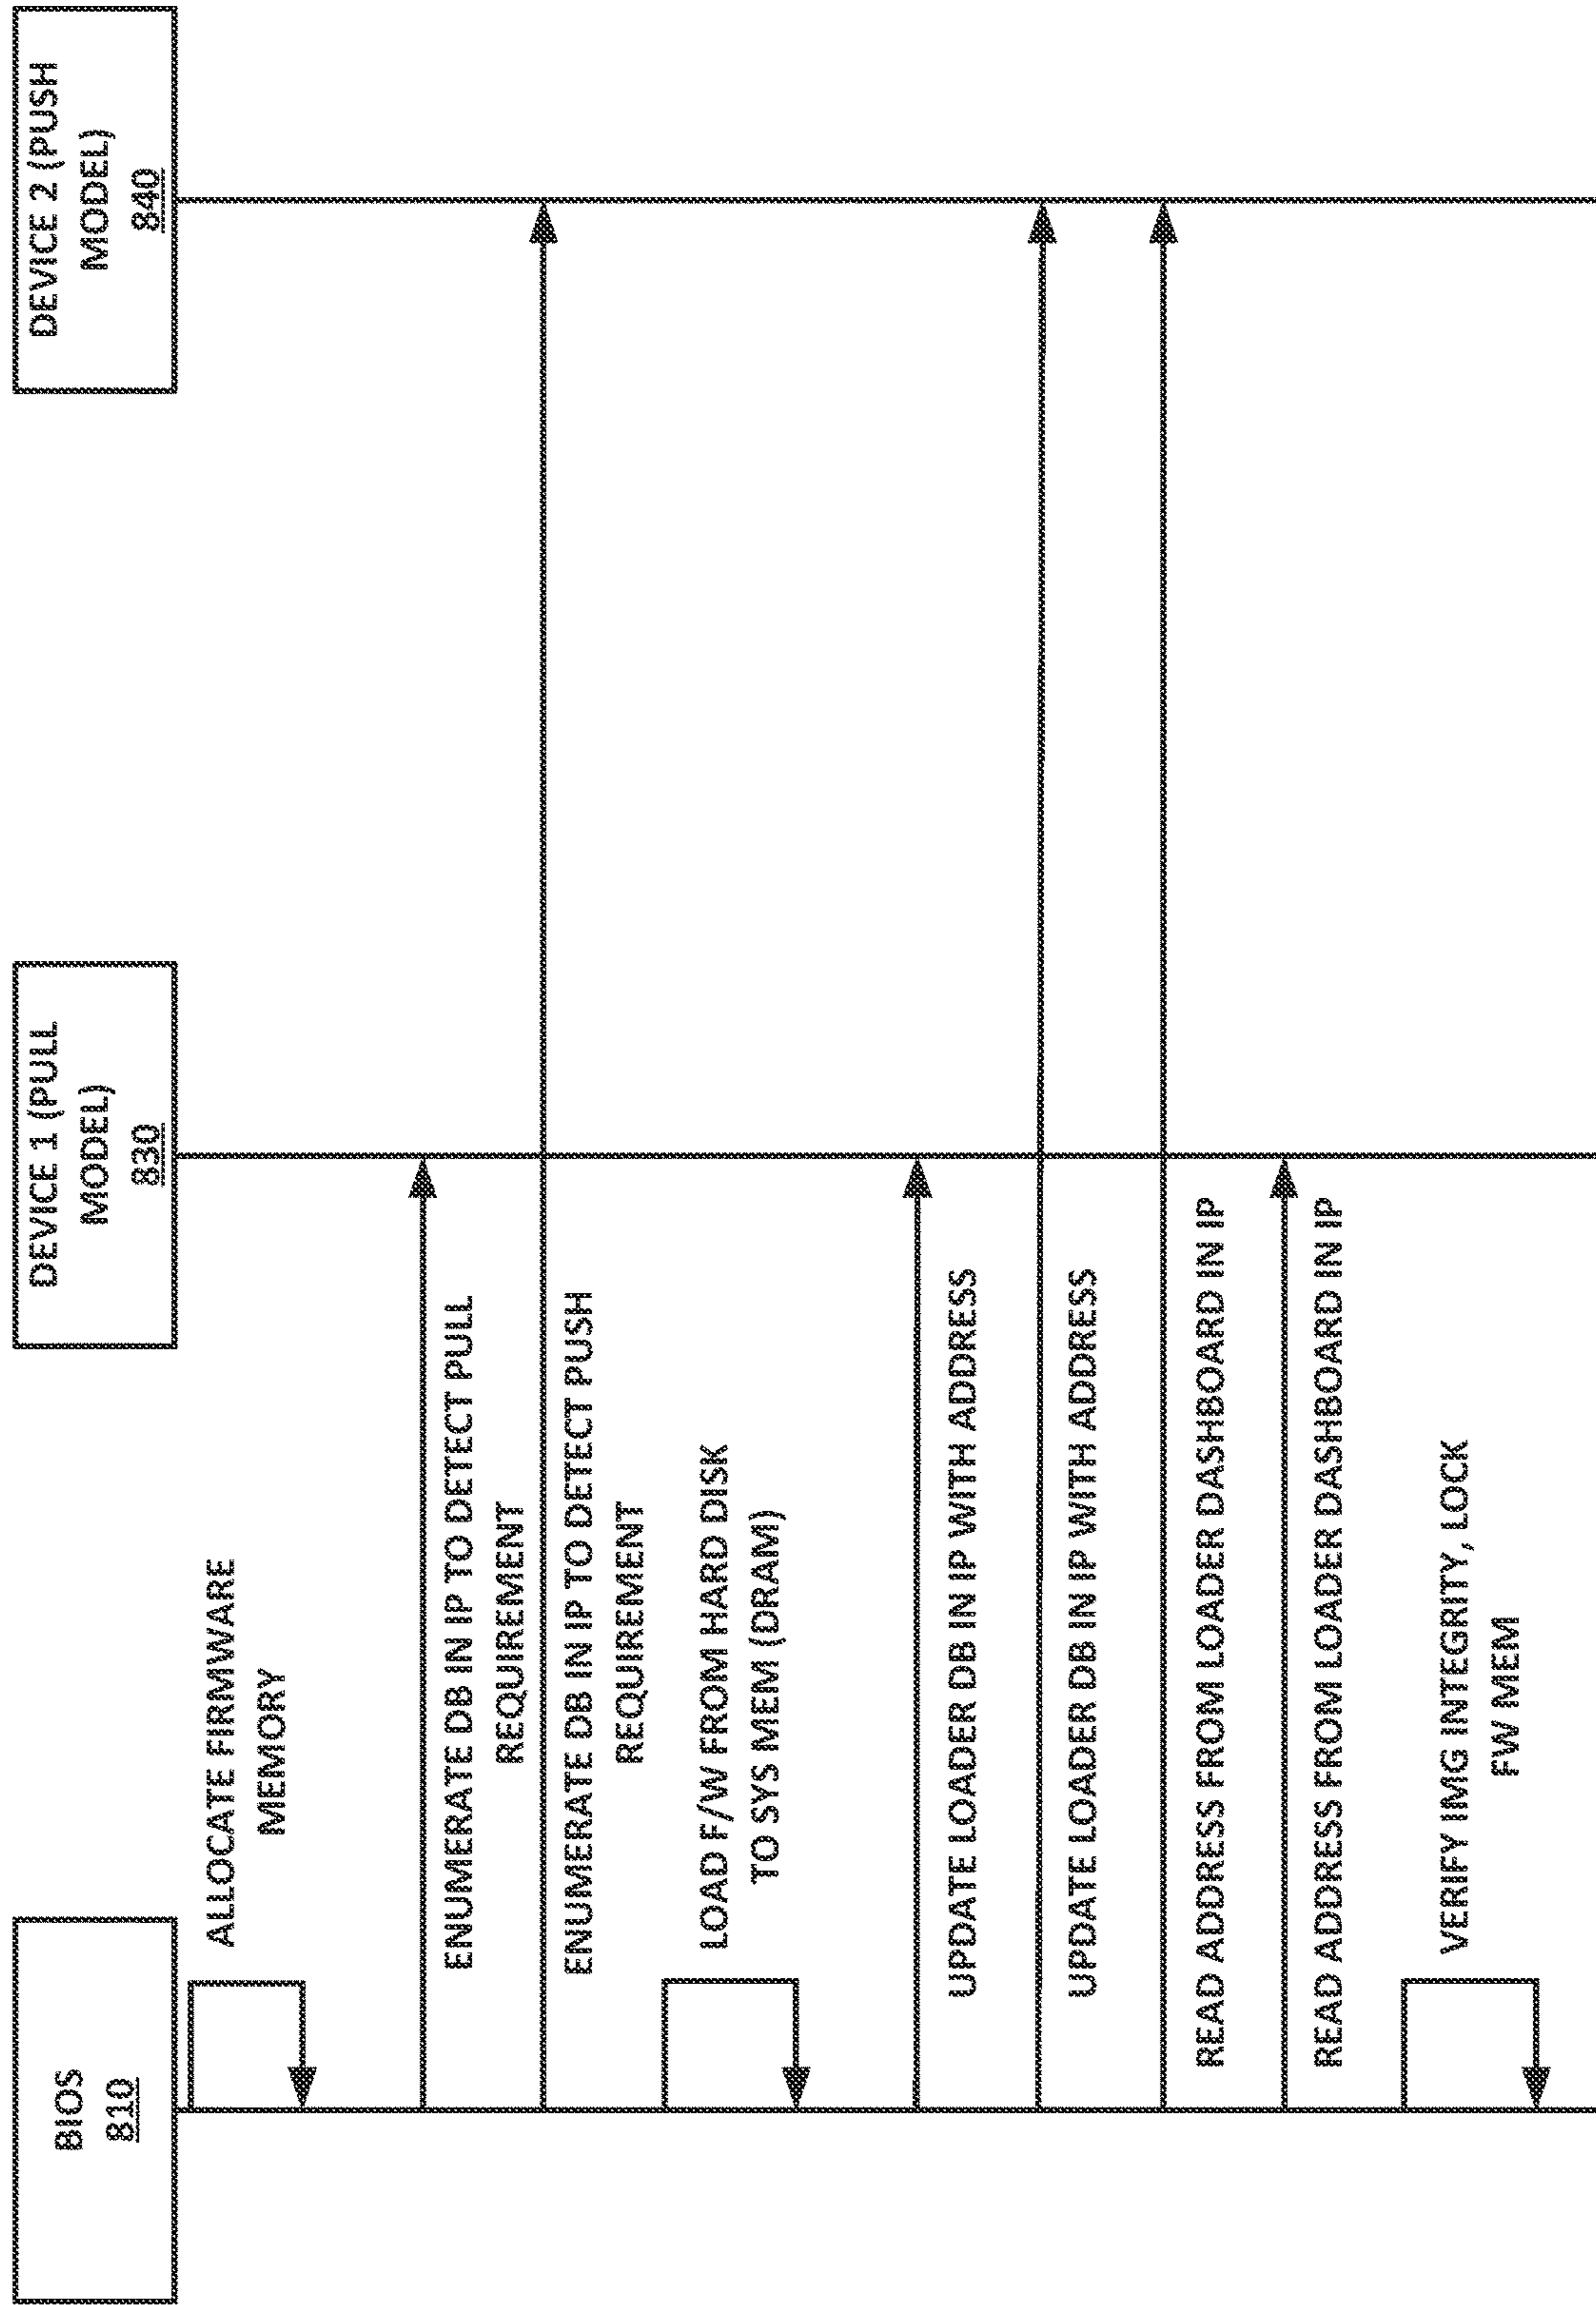 BIOS
810
DEVICE 1 (PULL
MODEL)
830
DEVICE 2 (PUSH
MODEL)
840
ALLOCATE FIRMWARE
MEMORY
ENUMERATE DB IN IP TO DETECT PULL
REQUIREMENT
ENUMERATE DB IN IP TO DETECT PUSH
REQUIREMENT
LOAD F/W FROM HARD DISK
TO SYS MEM (DRAM)
UPDATE LOADER DB IN IP WITH ADDRESS
UPDATE LOADER DB IN IP WITH ADDRESS
READ ADDRESS FROM LOADER DASHBOARD IN IP
READ ADDRESS FROM LOADER DASHBOARD IN IP
VERIFY IMG INTEGRITY, LOCK
FW MEM